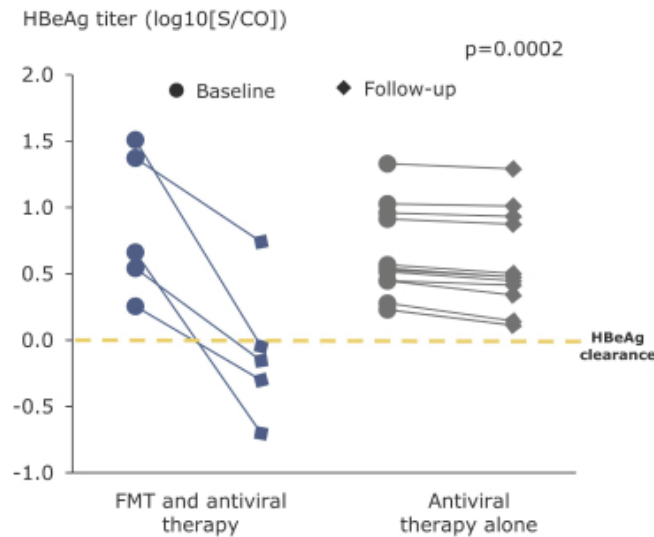 HBeAg titer (log10[S/CO])
p=0.0002
2.0
Baseline
Follow-up
1.5
1.0
0.5
0.0
HBeAg
clearance
-0.5
-1.0
FMT and antiviral
therapy
Antiviral
therapy alone